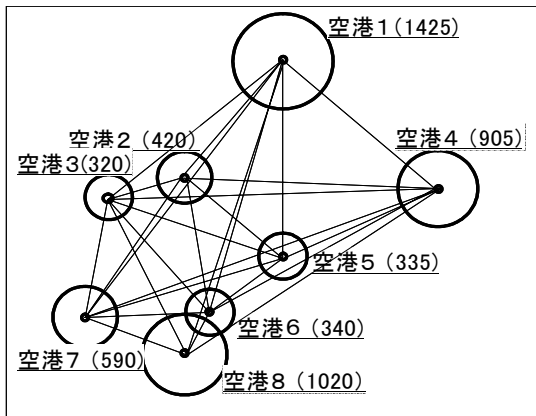 空港1(1425)
空港2 (420)
空港3(320)
空港4 (905)
空港5 (335)
空港6 (340)
空港7 (590)
空港8 (1020)